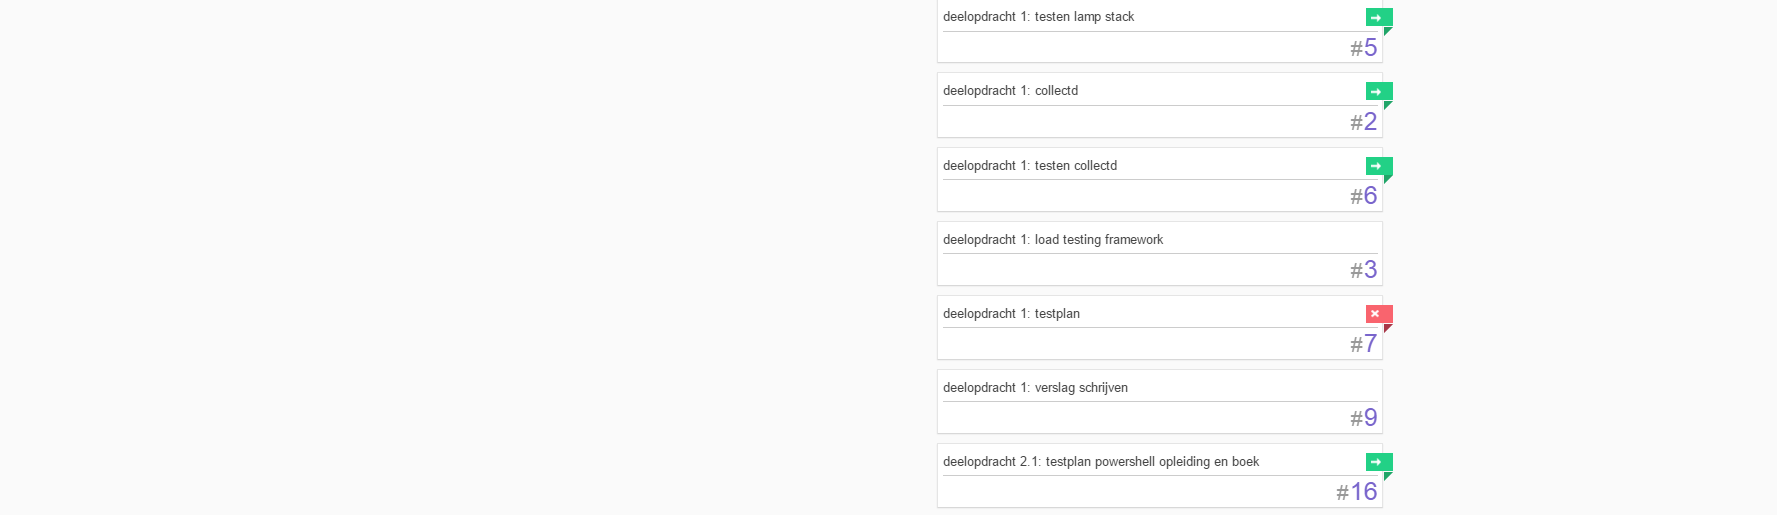 deelopdracht 1: testen lamp stack
#5
deelopdracht 1: collectd
#2
deelopdracht 1: testen collectd
#6
deelopdracht 1: load testing framework
#3
deelopdracht 1: testplan
#7
deelopdracht 1: verslag schrijven
#9
deelopdracht 2.1: testplan powershell opleiding en boek
#16